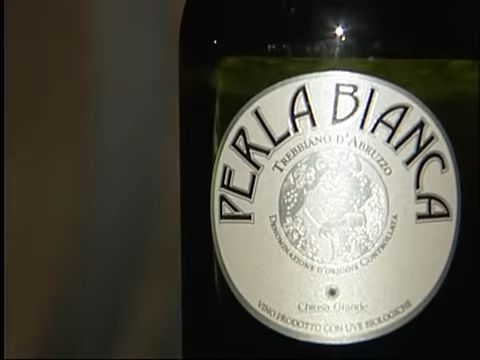 PERLA BIANCA
TREBBIANO D'ABRUZZO
DENOMINAZIONE D'ORIGINE CONTROLLATA
Chiusa Grande
VINO PRODOTTO CON UVE BIOLOGICHE